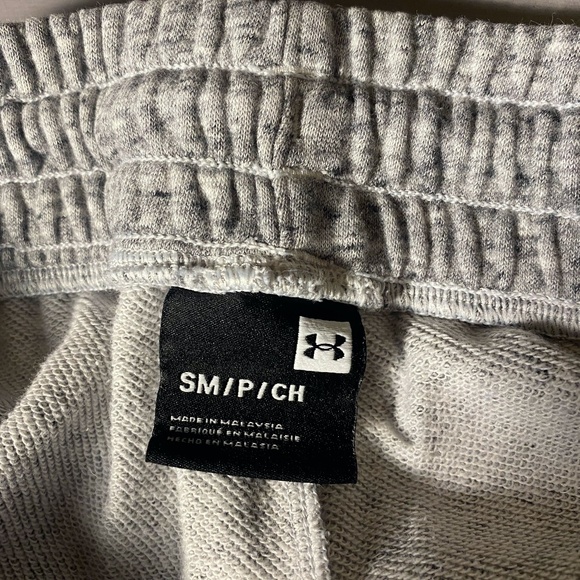 SM/P/CH
MADE IN MALAYSIA
FABRIQUÉ EN MALAISIE
HECHO EN MALASIA